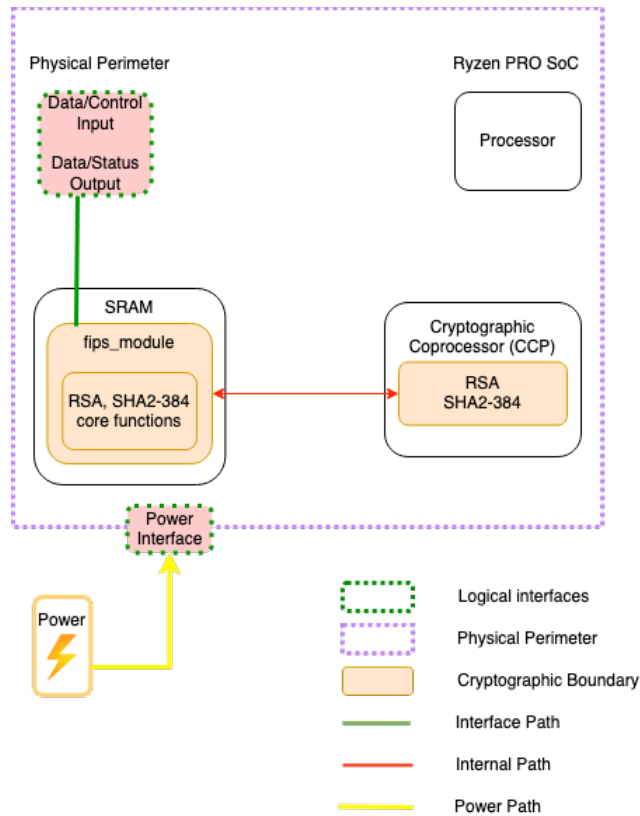 Physical Perimeter
Ryzen PRO SoC
Data/Control
Input
Data/Status
Output
Processor
SRAM
fips_module
RSA, SHA2-384
core functions
Cryptographic
Coprocessor (CCP)
RSA
SHA2-384
Power
Interface
Power
Logical interfaces
Physical Perimeter
Cryptographic Boundary
Interface Path
Internal Path
Power Path